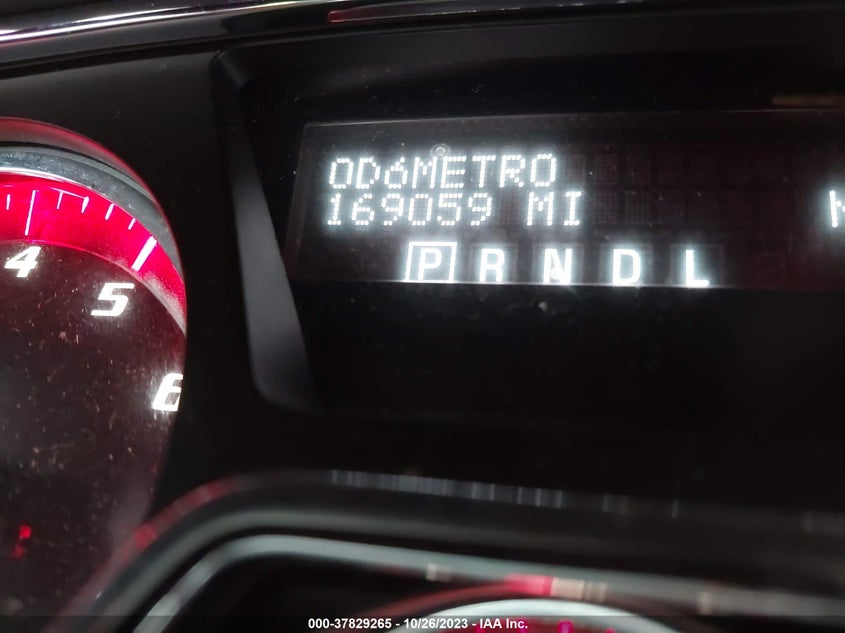 ODóMETRO
169059 MI
P R N D L
4
5
6
000-37829265 - 10/26/2023 - IAA Inc.